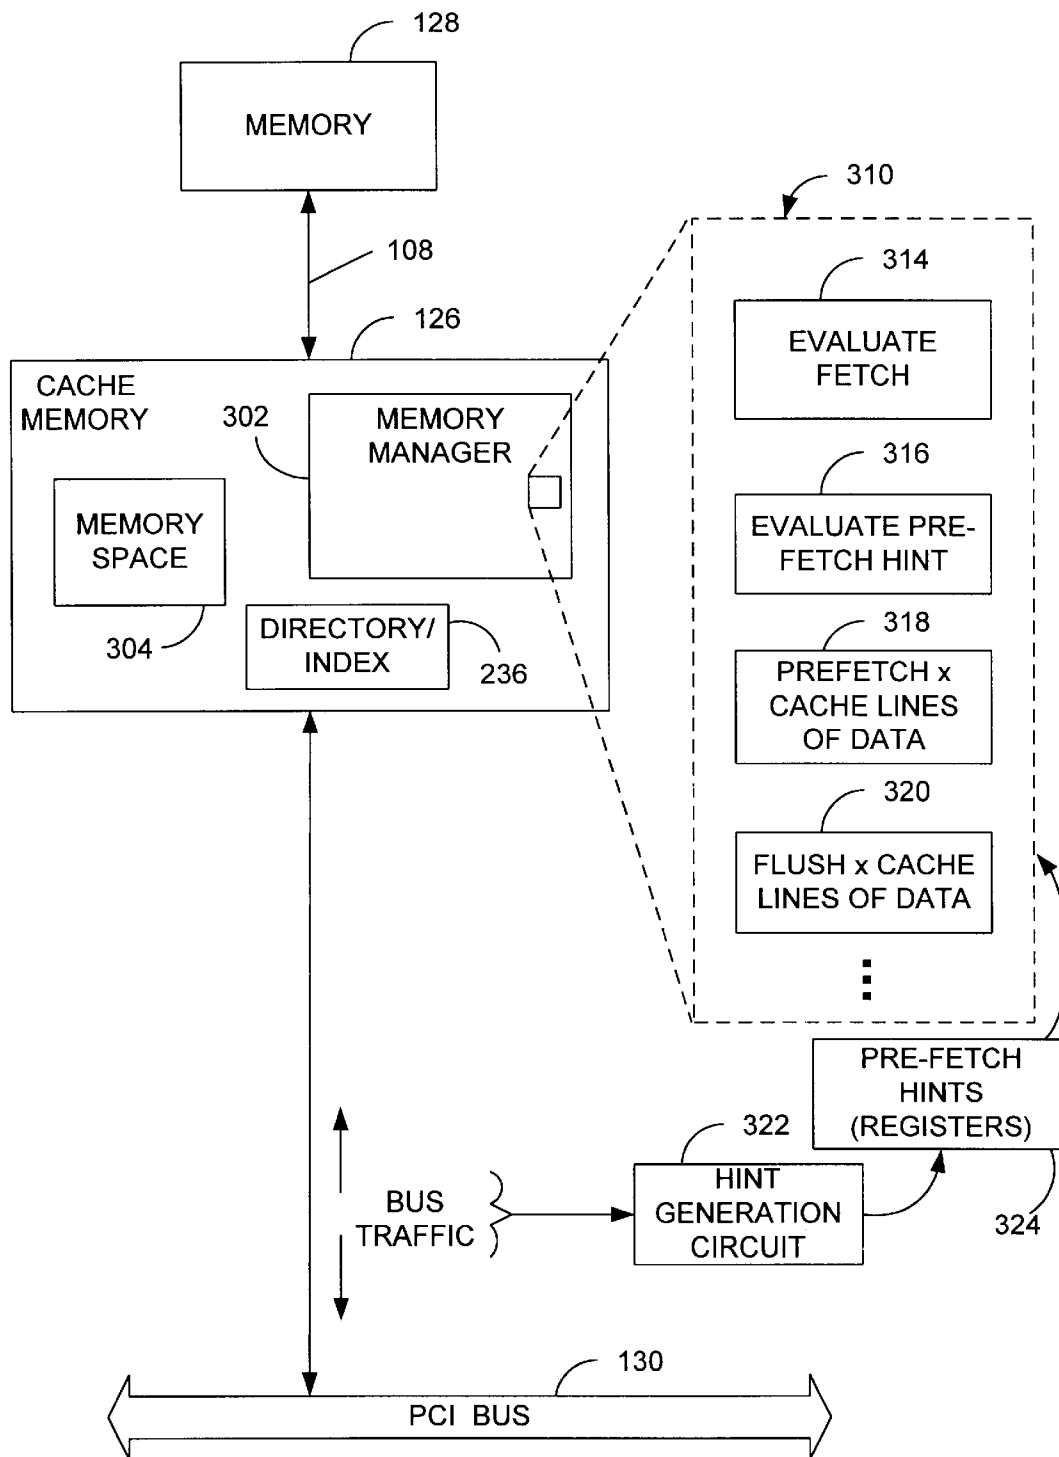 128
MEMORY
108
126
CACHE
MEMORY
302
MEMORY
MANAGER
MEMORY
SPACE
304
DIRECTORY/
INDEX
236
310
314
EVALUATE
FETCH
316
EVALUATE PRE-
FETCH HINT
318
PREFETCH x
CACHE LINES
OF DATA
320
FLUSH x CACHE
LINES OF DATA
PRE-FETCH
HINTS
(REGISTERS)
324
322
HINT
GENERATION
CIRCUIT
BUS
TRAFFIC
130
PCI BUS